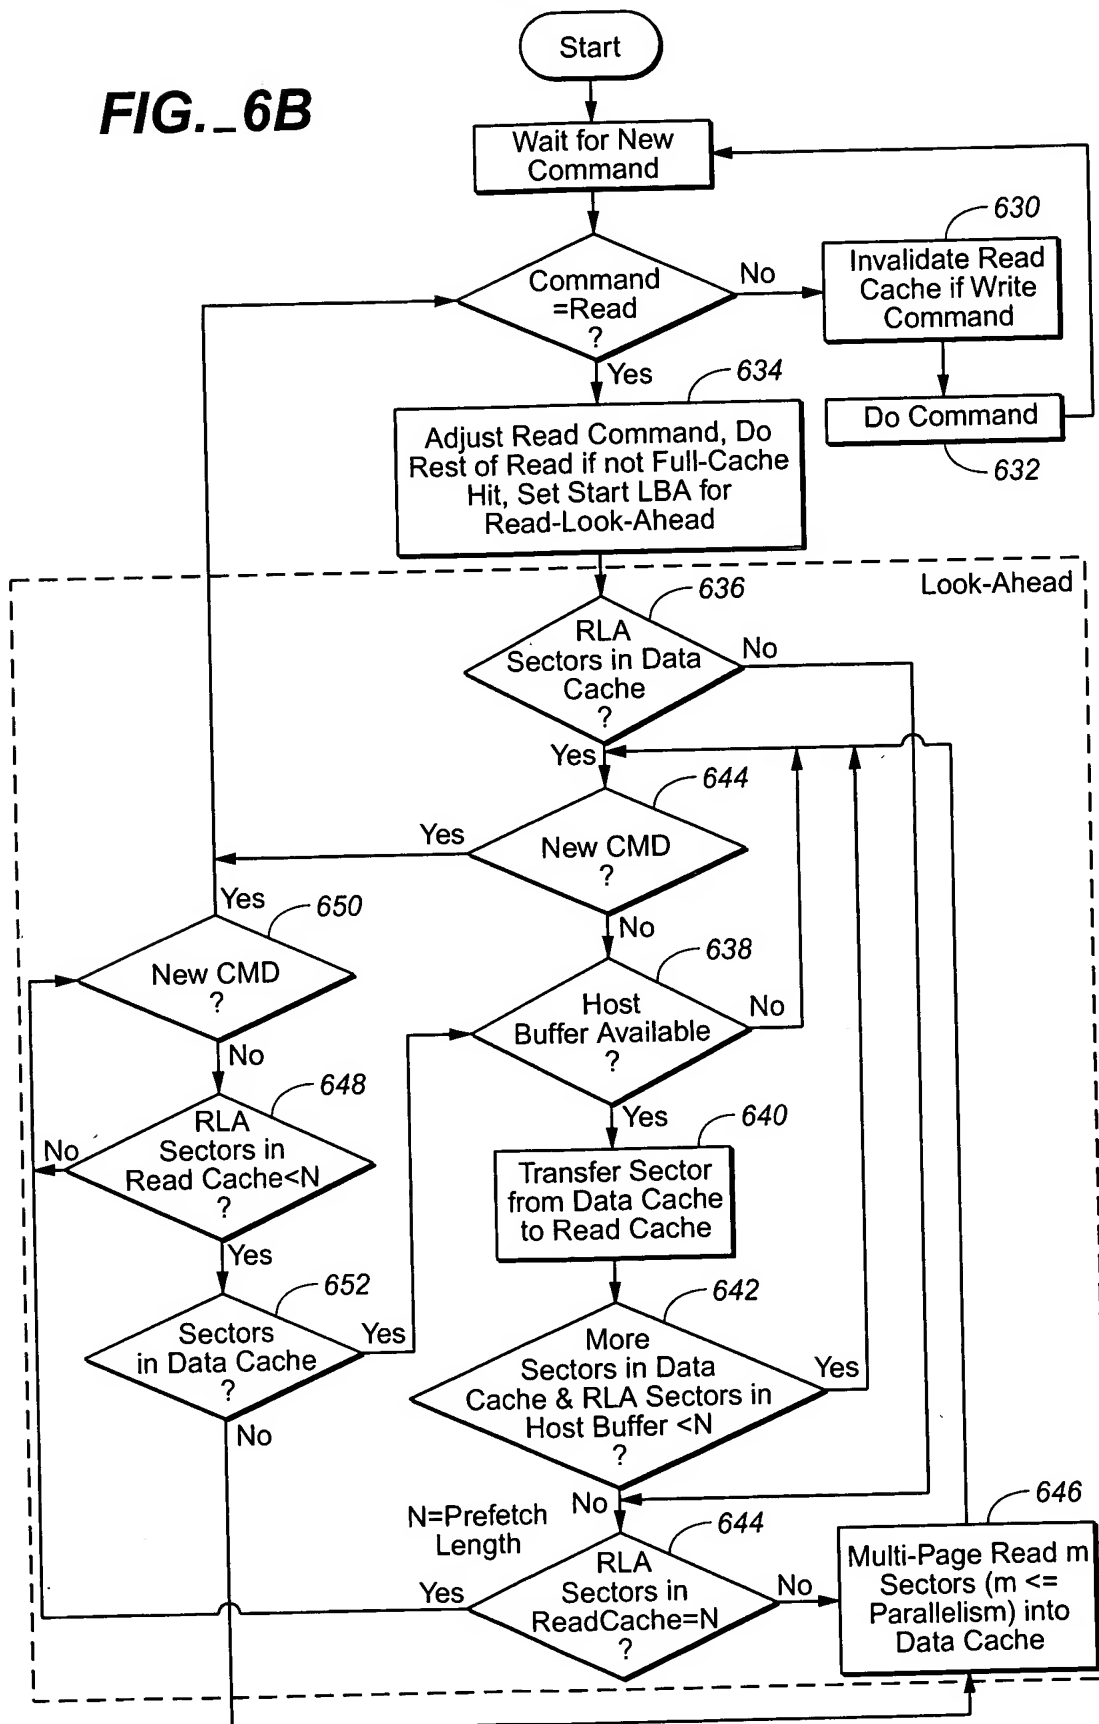 Start
FIG._6B
Wait for New
Command
630
Command
=Read
?
No
Invalidate Read
Cache if Write
Command
Yes
634
Do Command
632
Adjust Read Command, Do
Rest of Read if not Full-Cache
Hit, Set Start LBA for
Read-Look-Ahead
Look-Ahead
636
RLA
Sectors in Data
Cache
?
No
Yes
644
New CMD
?
Yes
No
Yes
650
New CMD
?
No
638
Host
Buffer Available
?
No
Yes
648
RLA
Sectors in
Read Cache<N
?
No
Yes
640
Transfer Sector
from Data Cache
to Read Cache
652
Sectors
in Data Cache
?
Yes
No
642
More
Sectors in Data
Cache & RLA Sectors in
Host Buffer <N
?
Yes
No
N=Prefetch
Length
644
RLA
Sectors in
ReadCache=N
?
Yes
No
646
Multi-Page Read m
Sectors (m <=
Parallelism) into
Data Cache